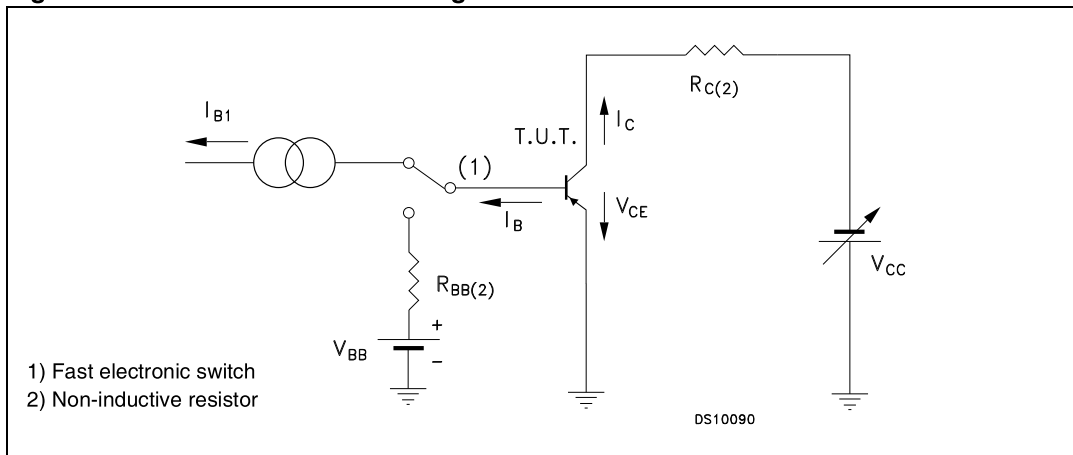 I_B1
T.U.T.
I_C
R_C(2)
(1)
I_B
V_CE
R_BB(2)
V_CC
V_BB
+
-
1) Fast electronic switch
2) Non-inductive resistor
DS10090